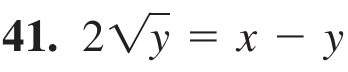 41. 2√y = x − y